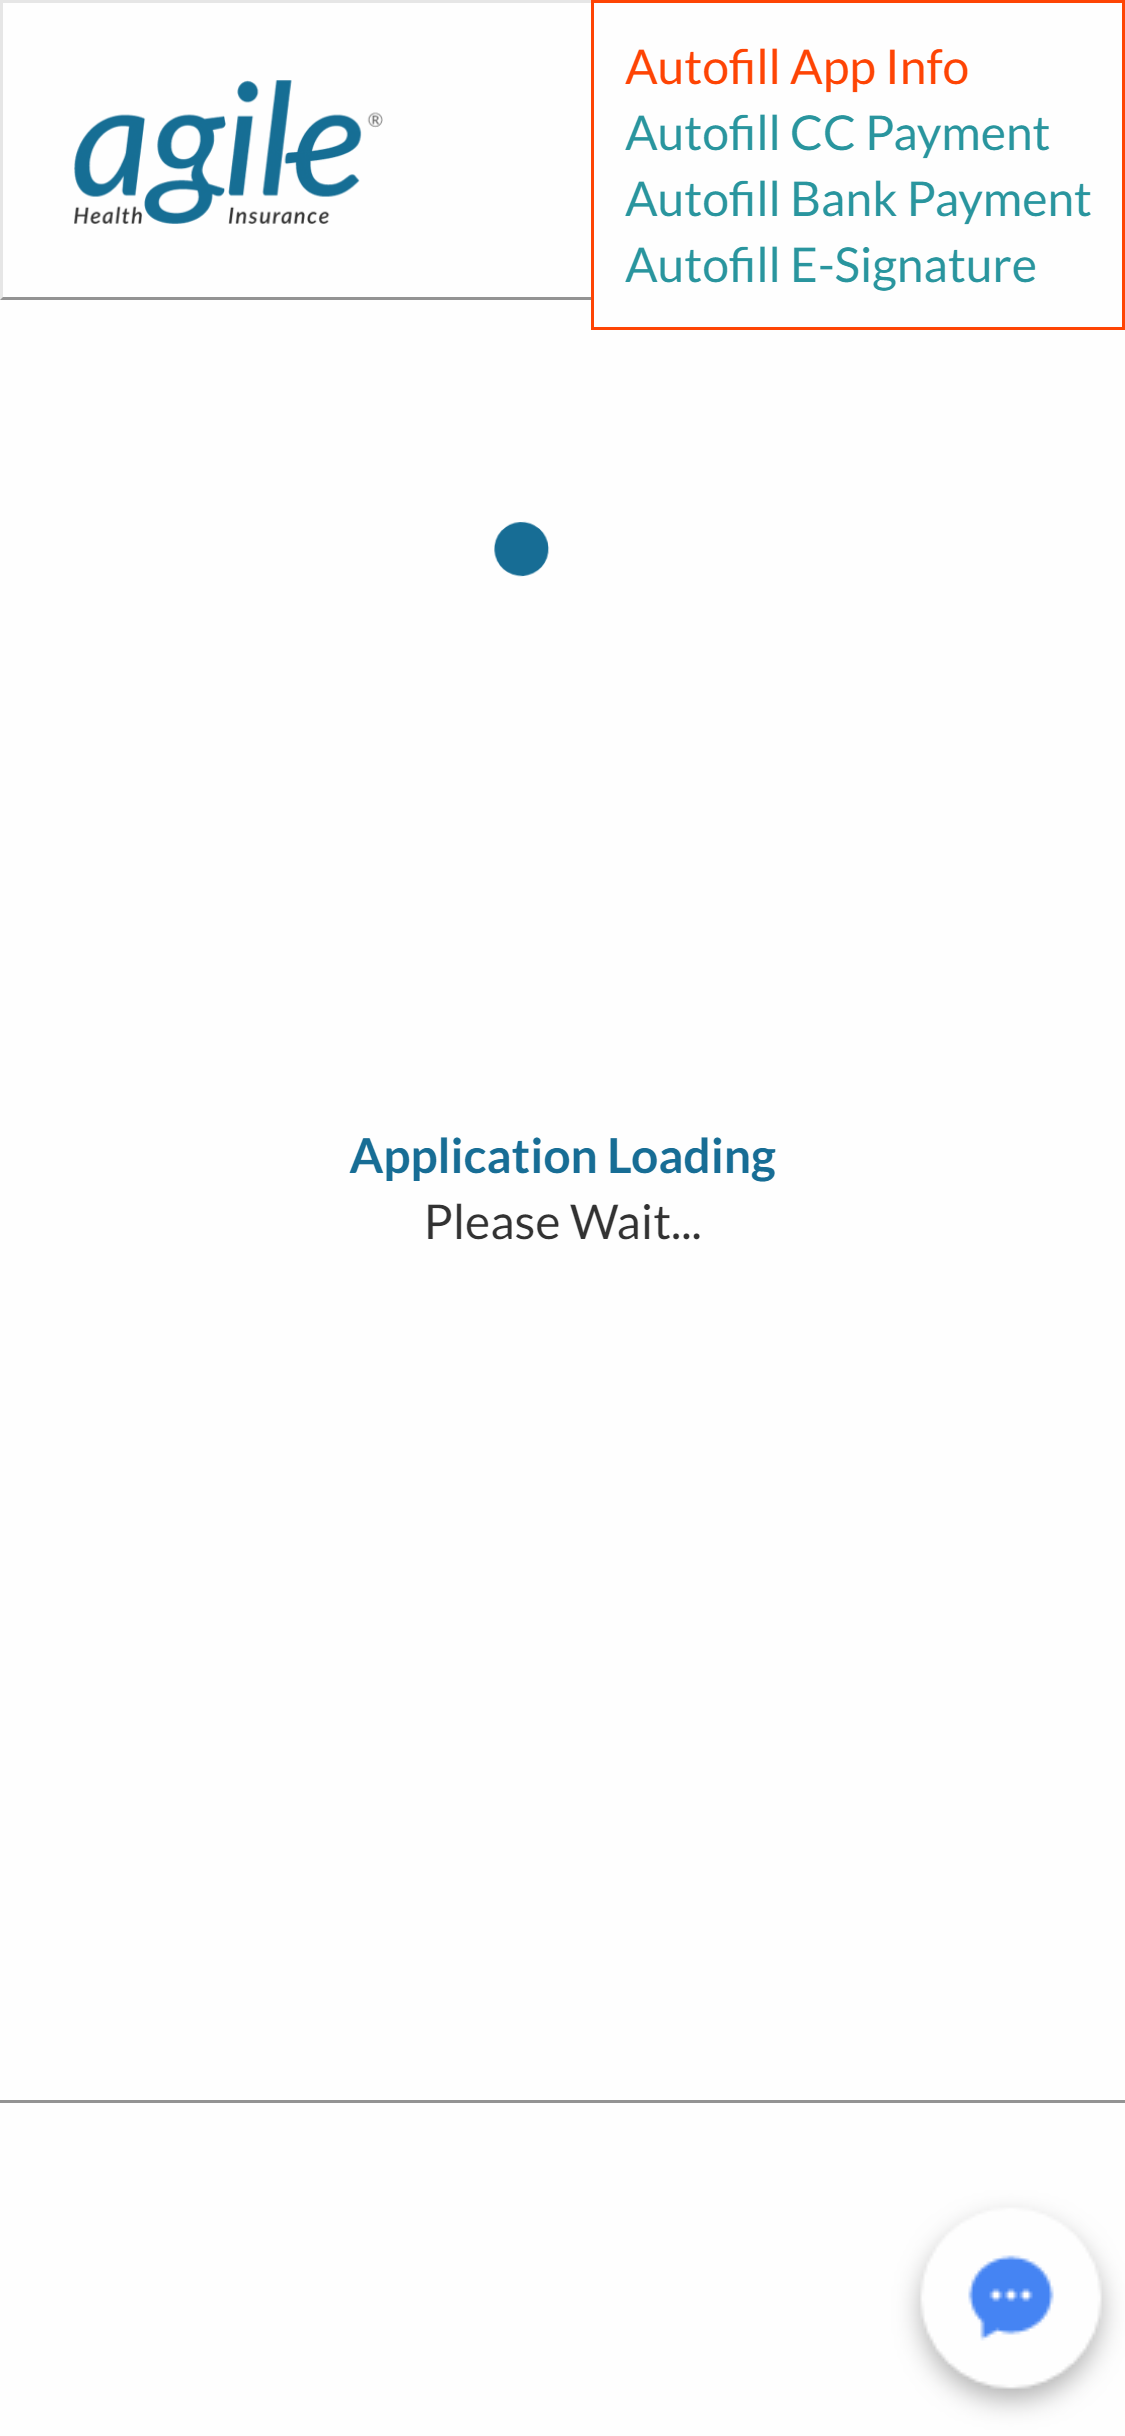 agile®
Health Insurance
Autofill App Info
Autofill CC Payment
Autofill Bank Payment
Autofill E-Signature
Application Loading
Please Wait...